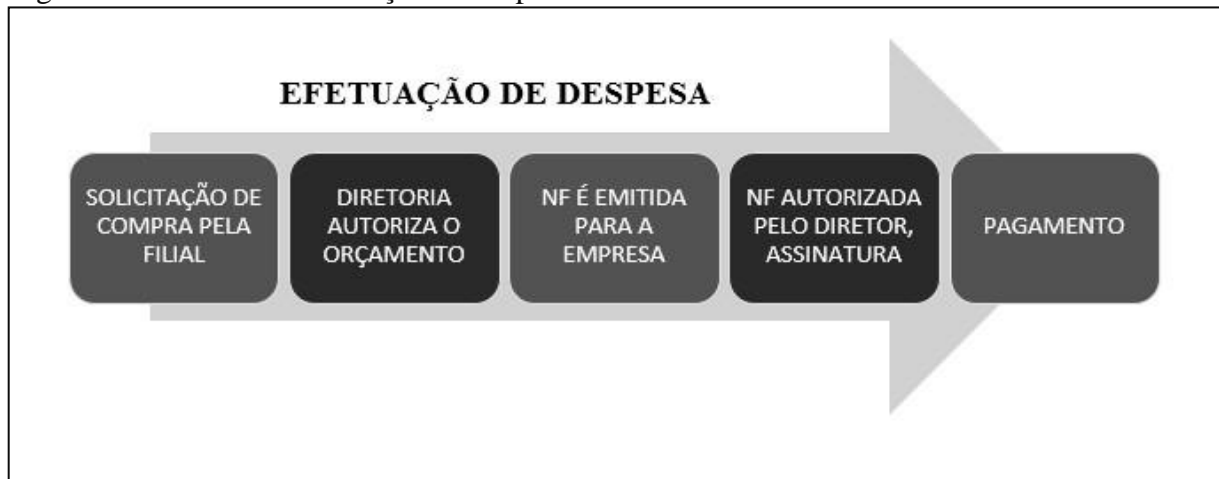 EFETUAÇÃO DE DESPESA
SOLICITAÇÃO DE
COMPRA PELA
FILIAL
DIRETORIA
AUTORIZA O
ORÇAMENTO
NF É EMITIDA
PARA A
EMPRESA
NF AUTORIZADA
PELO DIRETOR,
ASSINATURA
PAGAMENTO